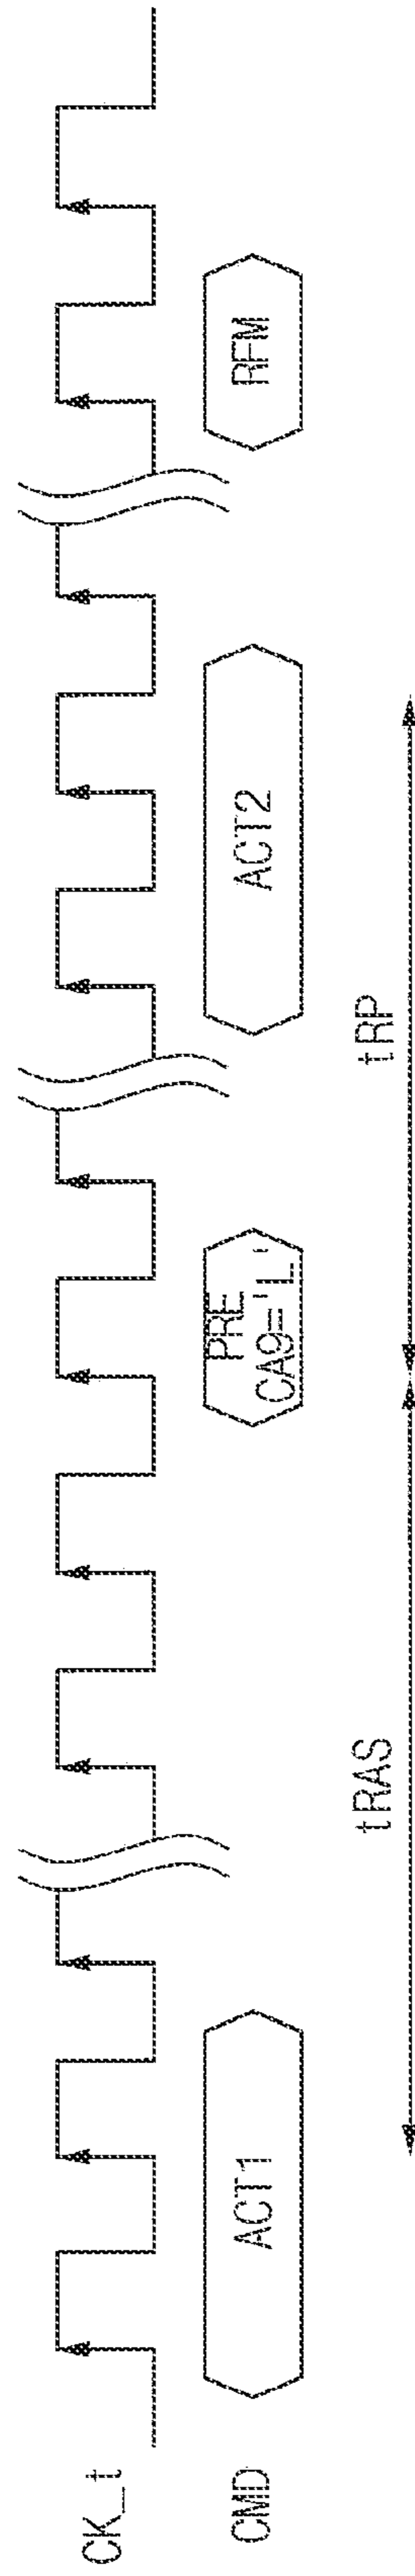 CK_t
CMD
ACT1
PRE
CA9='L'
ACT2
RFM
tRAS
tRP